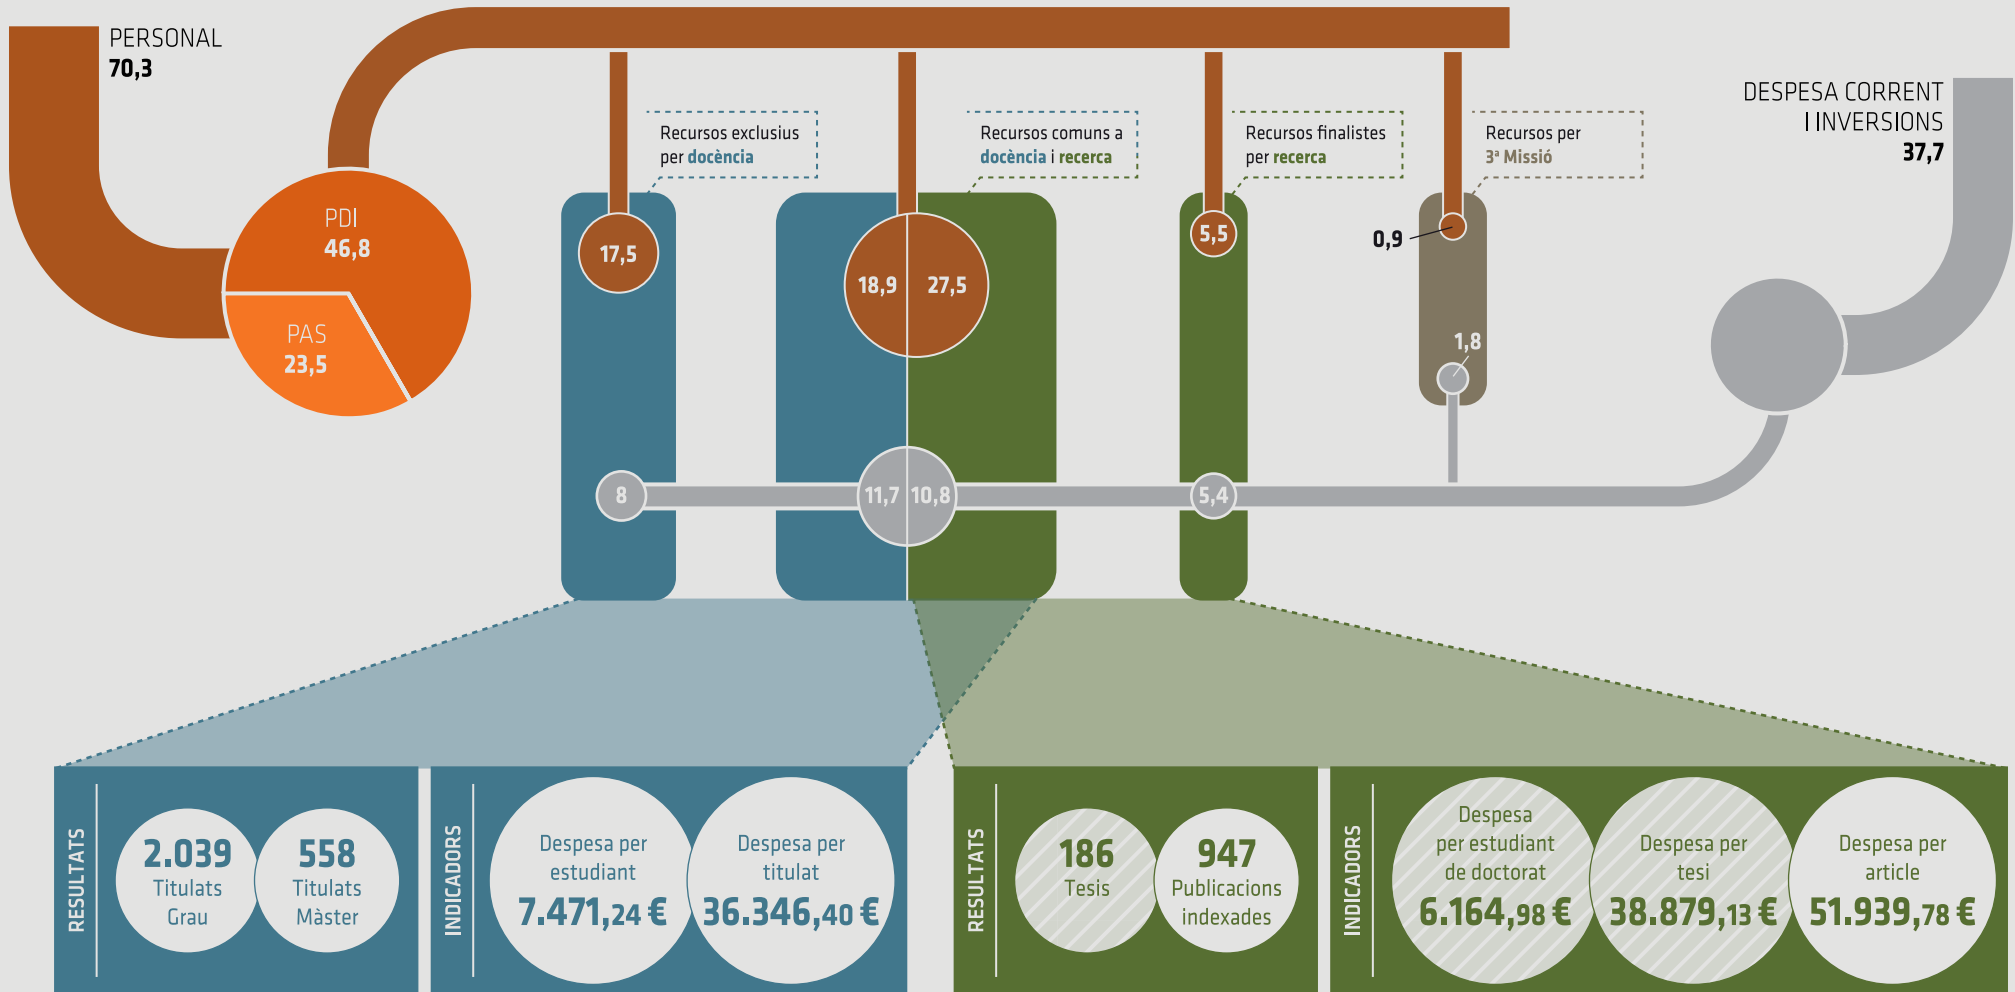 PERSONAL
70,3
PDI
46,8
PAS
23,5
Recursos exclusius
per docència
Recursos comuns a
docència i recerca
Recursos finalistes
per recerca
Recursos per
3ª Missió
DESPESA CORRENT
I INVERSIONS
37,7
17,5
18,9
27,5
5,5
0,9
1,8
8
11,7
10,8
5,4
RESULTATS
2.039
Titulats
Grau
558
Titulats
Màster
INDICADORS
Despesa per
estudiant
7.471,24 €
Despesa per
titulat
36.346,40 €
RESULTATS
186
Tesis
947
Publicacions
indexades
INDICADORS
Despesa
per estudiant
de doctorat
6.164,98 €
Despesa per
tesi
38.879,13 €
Despesa per
article
51.939,78 €